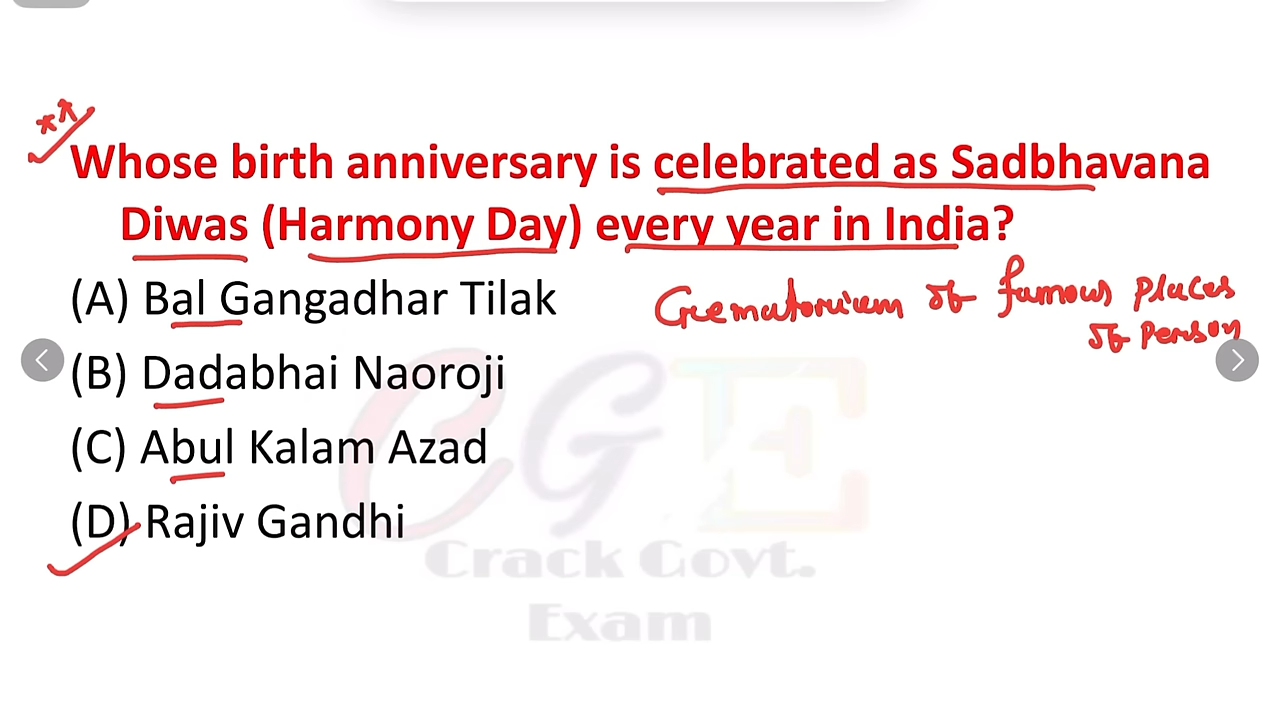 **
Whose birth anniversary is celebrated as Sadbhavana
Diwas (Harmony Day) every year in India?
(A) Bal Gangadhar Tilak
(B) Dadabhai Naoroji
(C) Abul Kalam Azad
(D) Rajiv Gandhi
of famous places
of person
CGE
Crack Govt.
Exam